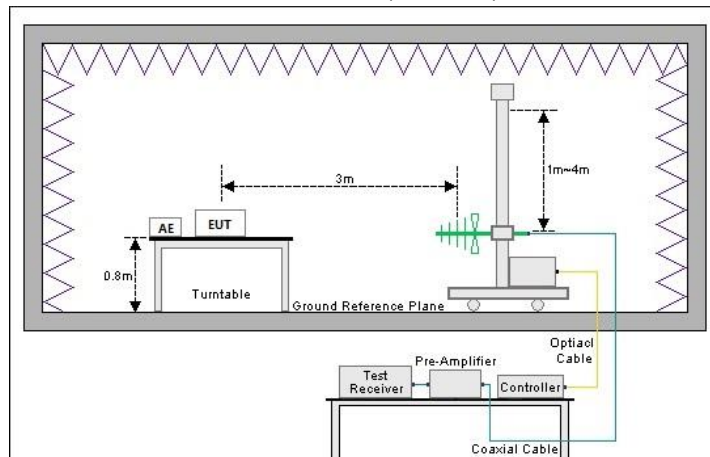 3m
1m~4m
AE
EUT
0.8m
Turntable
Ground Reference Plane
Optiacl
Cable
Pre-Amplifier
Test
Receiver
Controller
Coaxial Cable